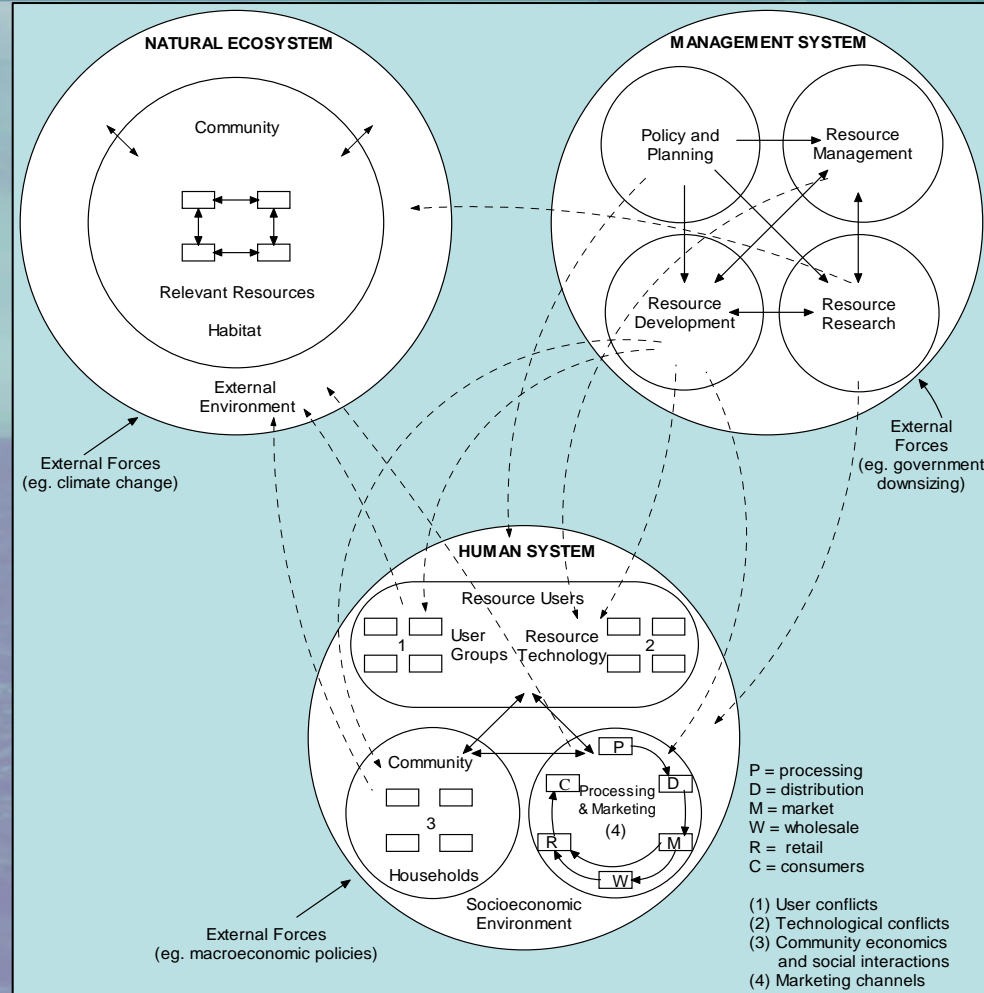 NATURAL ECOSYSTEM
Community
Relevant Resources
Habitat
External
Environment
External Forces
(eg. climate change)
MANAGEMENT SYSTEM
Policy and
Planning
Resource
Management
Resource
Development
Resource
Research
External
Forces
(eg. government
downsizing)
HUMAN SYSTEM
Resource Users
1
User
Groups
Resource
Technology
2
Community
3
Households
P
D
M
W
R
C
Processing
& Marketing
(4)
Socioeconomic
Environment
External Forces
(eg. macroeconomic policies)
P = processing
D = distribution
M = market
W = wholesale
R = retail
C = consumers
(1) User conflicts
(2) Technological conflicts
(3) Community economics
and social interactions
(4) Marketing channels